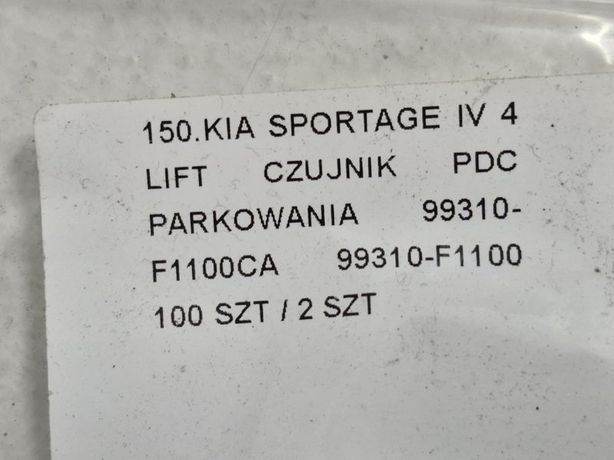 150.KIA SPORTAGE IV 4
LIFT CZUJNIK PDC
PARKOWANIA 99310-
F1100CA 99310-F1100
100 SZT / 2 SZT